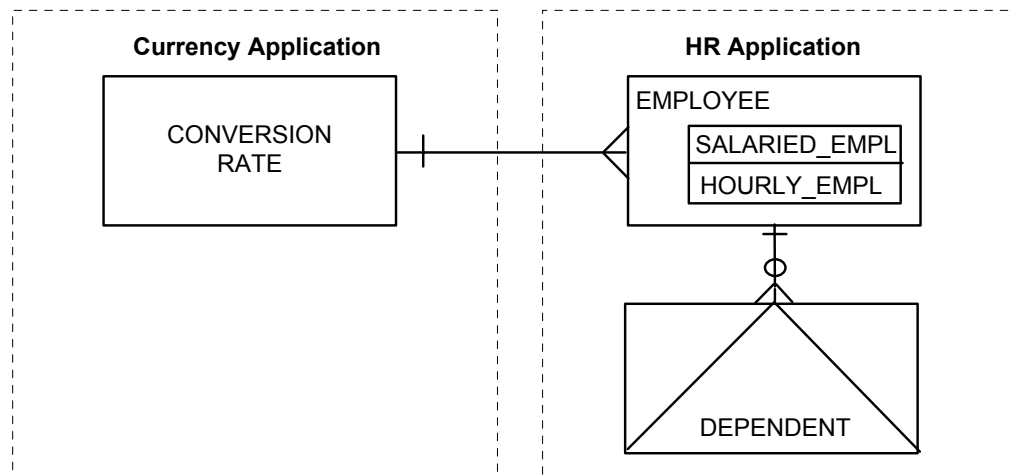 Currency Application
CONVERSION
RATE
HR Application
EMPLOYEE
SALARIED_EMPL
HOURLY_EMPL
DEPENDENT